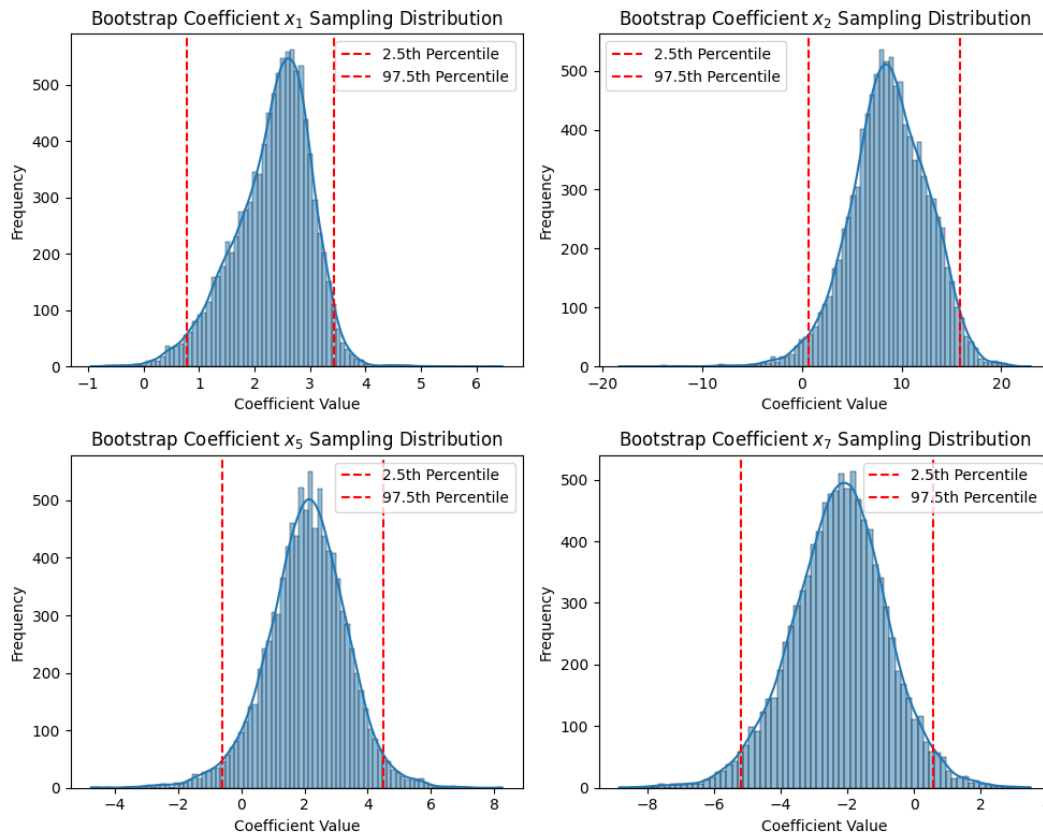 Bootstrap Coefficient x₁ Sampling Distribution
2.5th Percentile
97.5th Percentile
500
400
300
200
100
0
Frequency
−1 0 1 2 3 4 5 6
Coefficient Value
Bootstrap Coefficient x₂ Sampling Distribution
2.5th Percentile
97.5th Percentile
500
400
300
200
100
0
Frequency
−20 −10 0 10 20
Coefficient Value
Bootstrap Coefficient x₅ Sampling Distribution
2.5th Percentile
97.5th Percentile
500
400
300
200
100
0
Frequency
−4 −2 0 2 4 6 8
Coefficient Value
Bootstrap Coefficient x₇ Sampling Distribution
2.5th Percentile
97.5th Percentile
500
400
300
200
100
0
Frequency
−8 −6 −4 −2 0 2
Coefficient Value